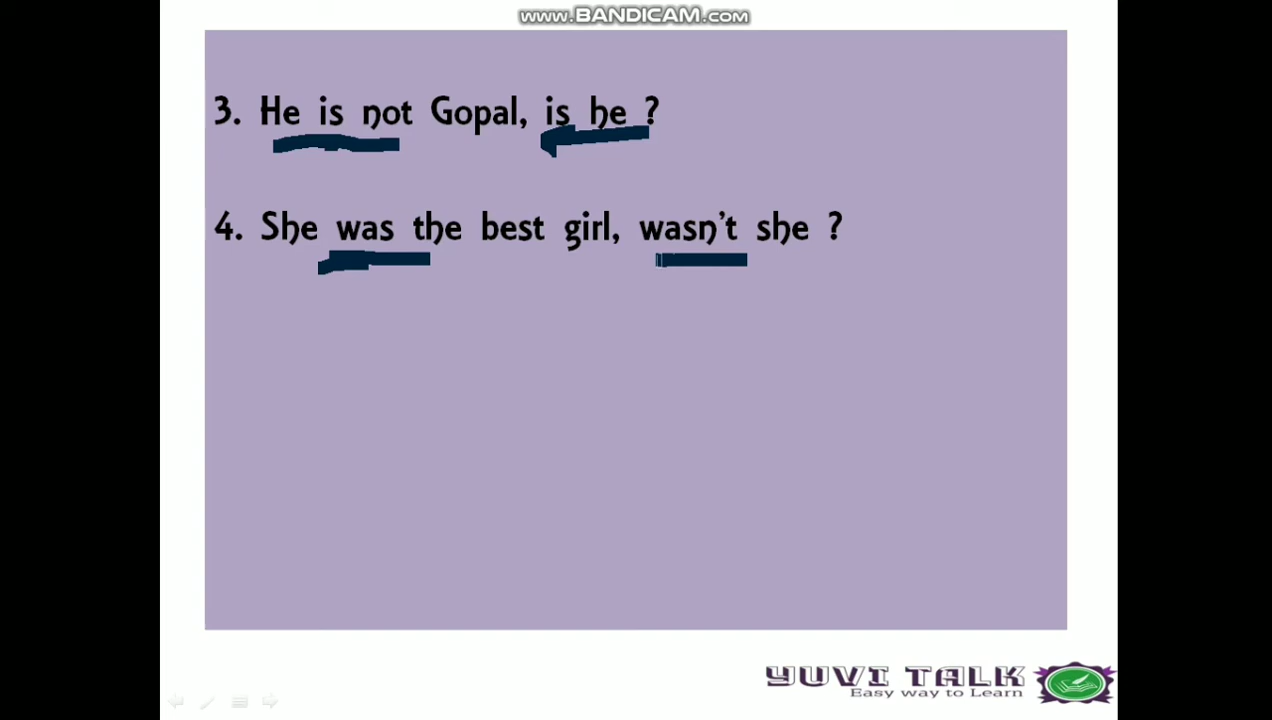 www.BANDICAM.com
3. He is not Gopal, is he ?
4. She was the best girl, wasn't she ?
YUVI TALK
Easy way to Learn